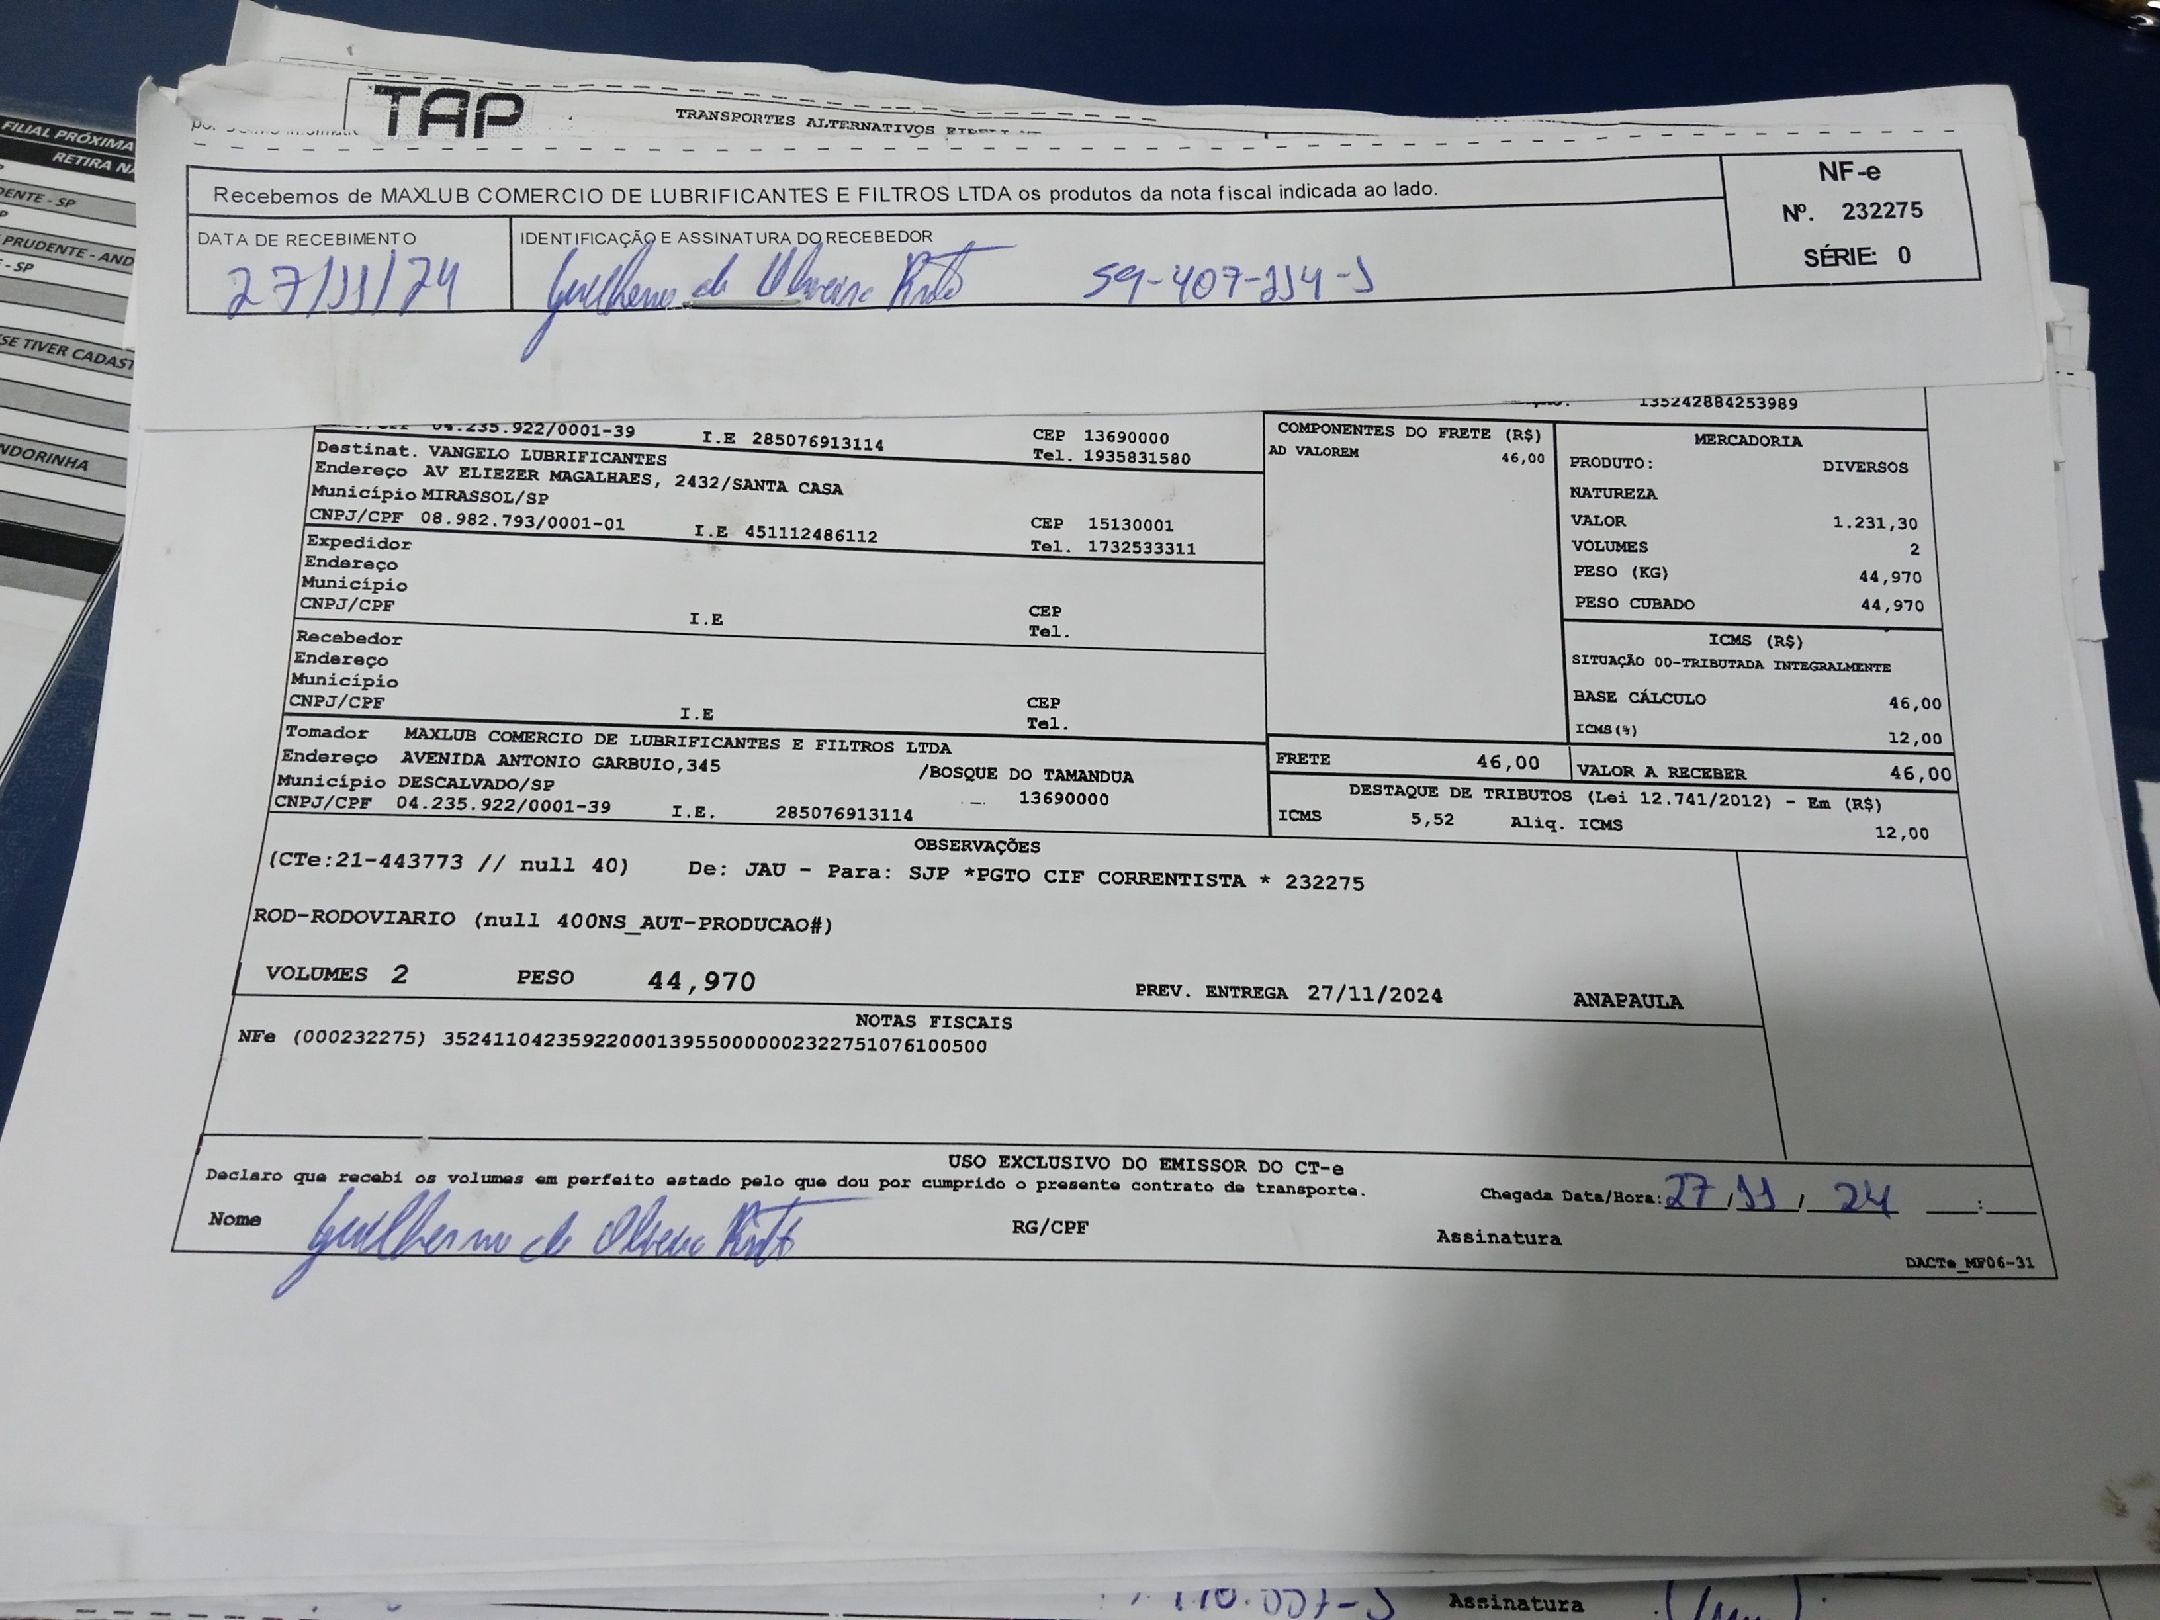 FILIAL PRÓXIMA
RETIRA NA
DENTE - SP
PRUDENTE - AND
- SP
SE TIVER CADAST
NDORINHA
TAP
TRANSPORTES ALTERNATIVOS
Recebemos de MAXLUB COMERCIO DE LUBRIFICANTES E FILTROS LTDA os produtos da nota fiscal indicada ao lado.
NF-e
Nº. 232275
SÉRIE: 0
DATA DE RECEBIMENTO
IDENTIFICAÇÃO E ASSINATURA DO RECEBEDOR
27/11/24
Guilherme de Oliveira 59-407-214-1
135242884253989
04.235.922/0001-39 I.E 285076913114 CEP 13690000
Tel. 1935831580
Destinat. VANGELO LUBRIFICANTES
Endereço AV ELIEZER MAGALHAES, 2432/SANTA CASA
Município MIRASSOL/SP
CNPJ/CPF 08.982.793/0001-01 I.E 451112486112 CEP 15130001
Tel. 1732533311
Expedidor
Endereço
Município
CNPJ/CPF I.E CEP
Tel.
Recebedor
Endereço
Município
CNPJ/CPF I.E CEP
Tel.
Tomador MAXLUB COMERCIO DE LUBRIFICANTES E FILTROS LTDA
Endereço AVENIDA ANTONIO GARBUIO,345 /BOSQUE DO TAMANDUA
Município DESCALVADO/SP 13690000
CNPJ/CPF 04.235.922/0001-39 I.E. 285076913114
COMPONENTES DO FRETE (R$)
AD VALOREM 46,00
MERCADORIA
PRODUTO: DIVERSOS
NATUREZA
VALOR 1.231,30
VOLUMES 2
PESO (KG) 44,970
PESO CUBADO 44,970
ICMS (R$)
SITUAÇÃO 00-TRIBUTADA INTEGRALMENTE
BASE CÁLCULO 46,00
ICMS(%) 12,00
FRETE 46,00 VALOR A RECEBER 46,00
DESTAQUE DE TRIBUTOS (Lei 12.741/2012) - Em (R$)
ICMS 5,52 Aliq. ICMS 12,00
OBSERVAÇÕES
(CTe:21-443773 // null 40) De: JAU - Para: SJP *PGTO CIF CORRENTISTA * 232275
ROD-RODOVIARIO (null 400NS_AUT-PRODUCAO#)
VOLUMES 2 PESO 44,970 PREV. ENTREGA 27/11/2024 ANAPAULA
NOTAS FISCAIS
NFe (000232275) 35241104235922000139550000002322751076100500
USO EXCLUSIVO DO EMISSOR DO CT-e
Declaro que recebi os volumes em perfeito estado pelo que dou por cumprido o presente contrato de transporte.
Chegada Data/Hora: 27/11/24 :
Nome Guilherme de Oliveira RG/CPF Assinatura
DACTe_MF06-31
Assinatura